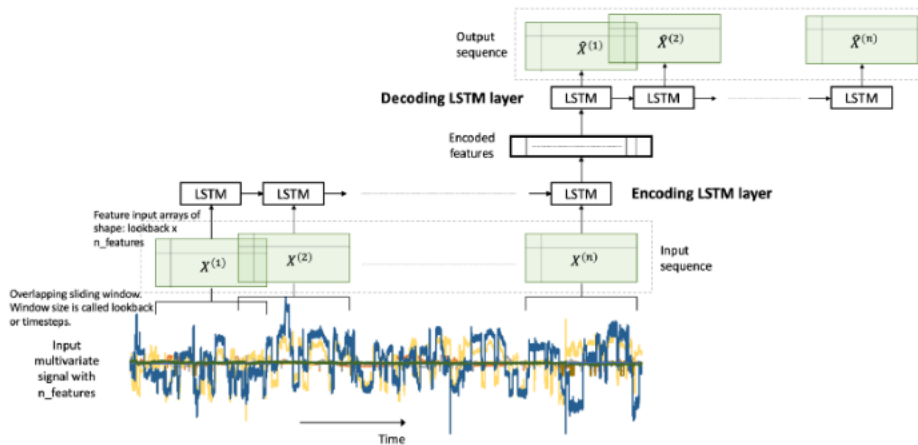 Output
sequence
X̂⁽¹⁾
X̂⁽²⁾
X̂⁽ⁿ⁾
Decoding LSTM layer
LSTM
LSTM
LSTM
Encoded
features
LSTM
LSTM
LSTM
Encoding LSTM layer
Feature input arrays of
shape: lookback x
n_features
X⁽¹⁾
X⁽²⁾
X⁽ⁿ⁾
Input
sequence
Overlapping sliding window.
Window size is called lookback
or timesteps.
Input
multivariate
signal with
n_features
Time